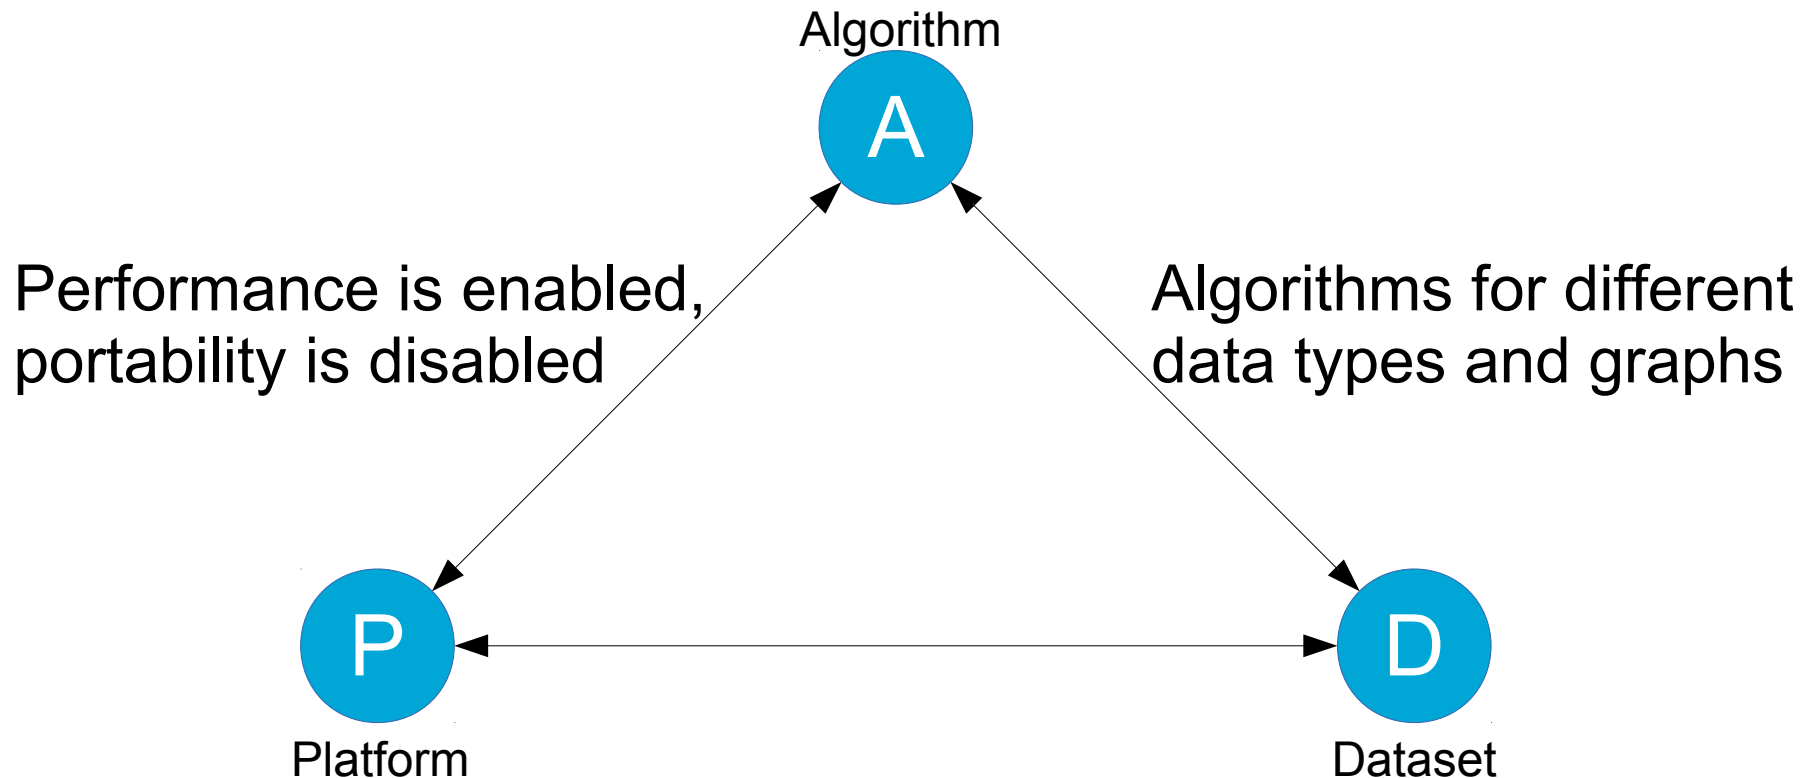 Algorithm
A
Performance is enabled,
portability is disabled
Algorithms for different
data types and graphs
P
D
Platform
Dataset